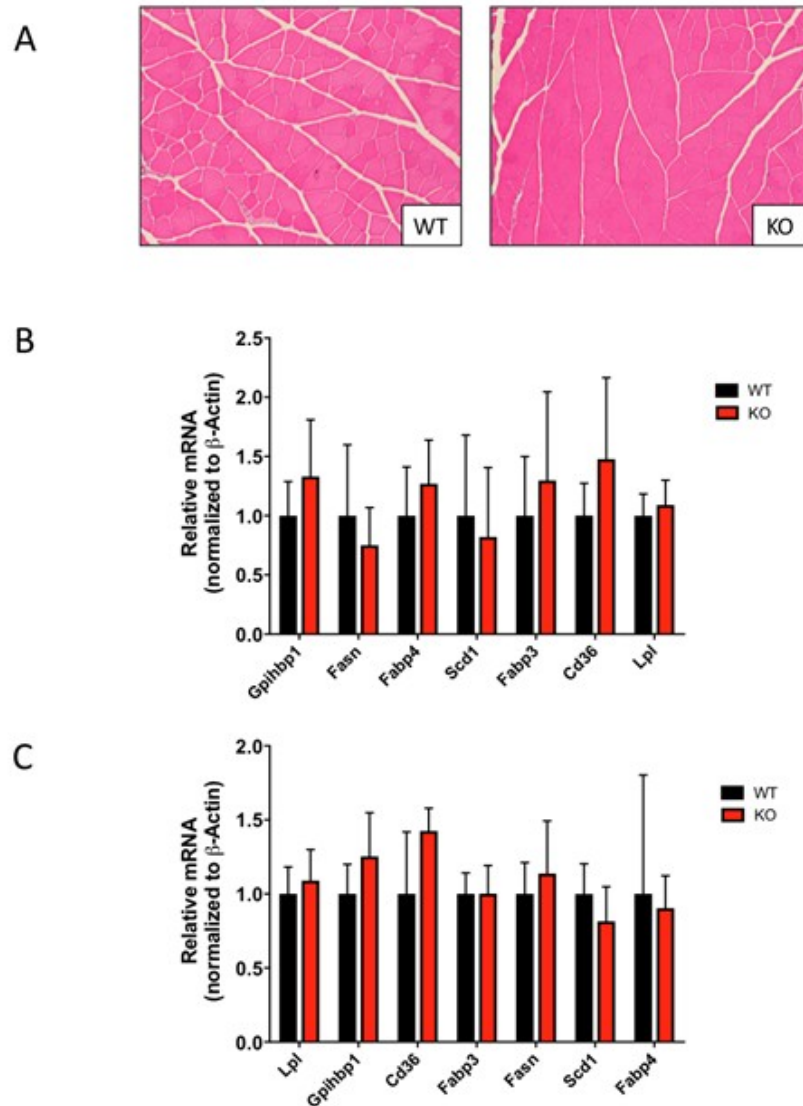 A
WT
KO
B
Relative mRNA
(normalized to β-Actin)
2.5
2.0
1.5
1.0
0.5
0.0
Gpihbp1
Fasn
Fabp4
Scd1
Fabp3
Cd36
Lpl
WT
KO
C
Relative mRNA
(normalized to β-Actin)
2.0
1.5
1.0
0.5
0.0
Lpl
Gpihbp1
Cd36
Fabp3
Fasn
Scd1
Fabp4
WT
KO